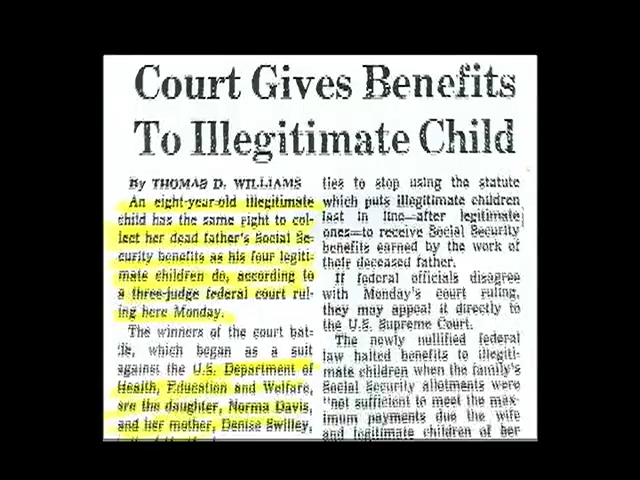 Court Gives Benefits
To Illegitimate Child
By THOMAS D. WILLIAMS
An eight-year-old illegitimate
child has the same right to col-
lect her dead father's Social Se-
curity benefits as his four legiti-
mate children do, according to
a three-judge federal court rul-
ing here Monday.
The winners of the court bat-
tle, which began as a suit
against the U.S. Department of
Health, Education and Welfare,
are the daughter, Norma Davis,
and her mother, Denise Swilley,
ties to stop using the statute
which puts illegitimate children
last in line—after legitimate
ones—to receive Social Security
benefits earned by the work of
their deceased father.
If federal officials disagree
with Monday's court ruling,
they may appeal it directly to
the U.S. Supreme Court.
The newly nullified federal
law halted benefits to illegiti-
mate children when the family's
Social Security allotments were
"not sufficient to meet the max-
imum payments due the wife
and legitimate children of her